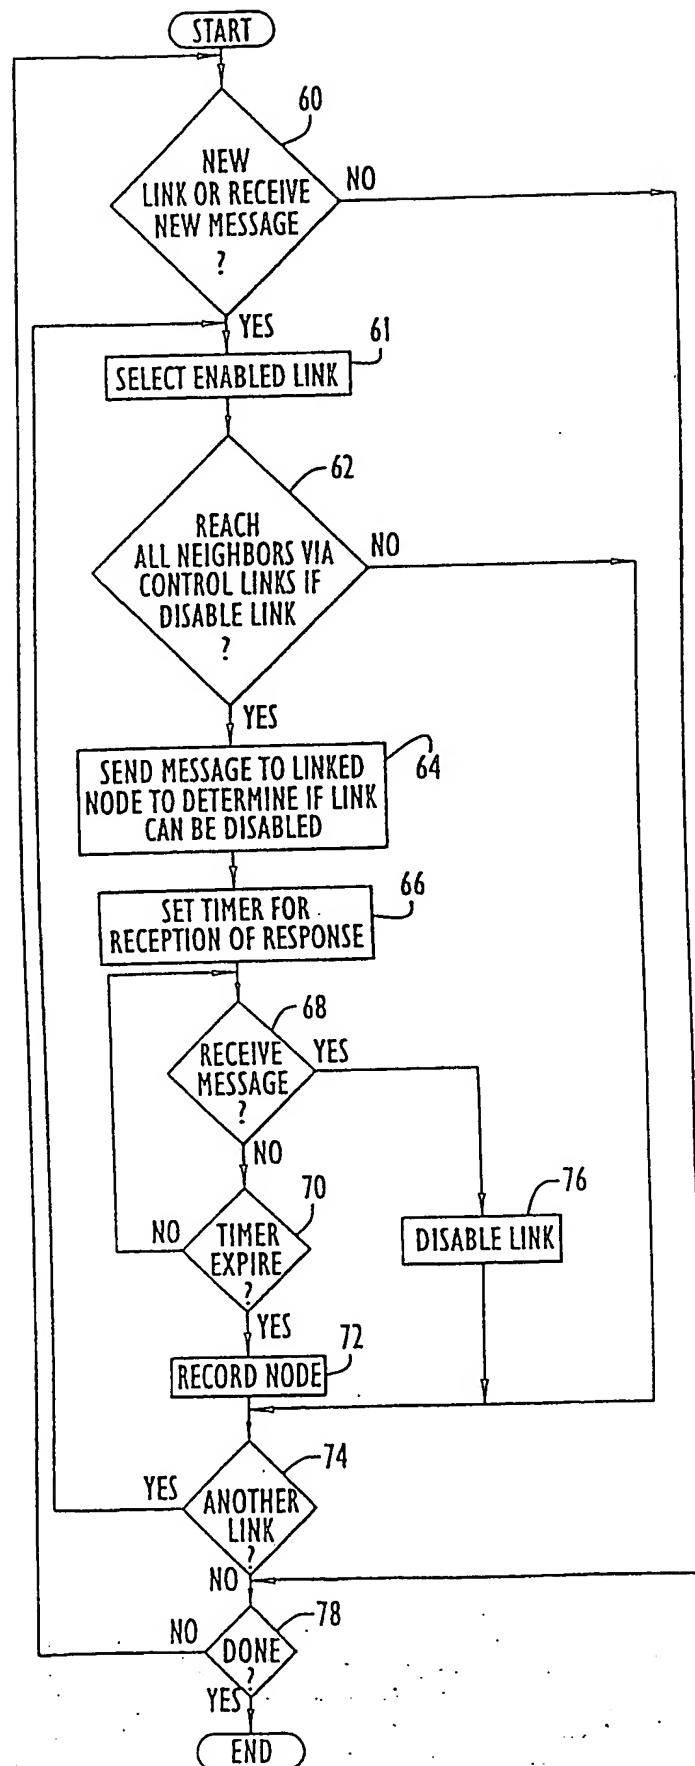 START
60
NEW
LINK OR RECEIVE
NEW MESSAGE
?
NO
YES
61
SELECT ENABLED LINK
62
REACH
ALL NEIGHBORS VIA
CONTROL LINKS IF
DISABLE LINK
?
NO
YES
SEND MESSAGE TO LINKED
NODE TO DETERMINE IF LINK
CAN BE DISABLED
64
SET TIMER FOR
RECEPTION OF RESPONSE
66
68
RECEIVE
MESSAGE
?
YES
NO
70
NO
TIMER
EXPIRE
?
76
DISABLE LINK
YES
72
RECORD NODE
74
YES
ANOTHER
LINK
?
NO
78
NO
DONE
?
YES
END